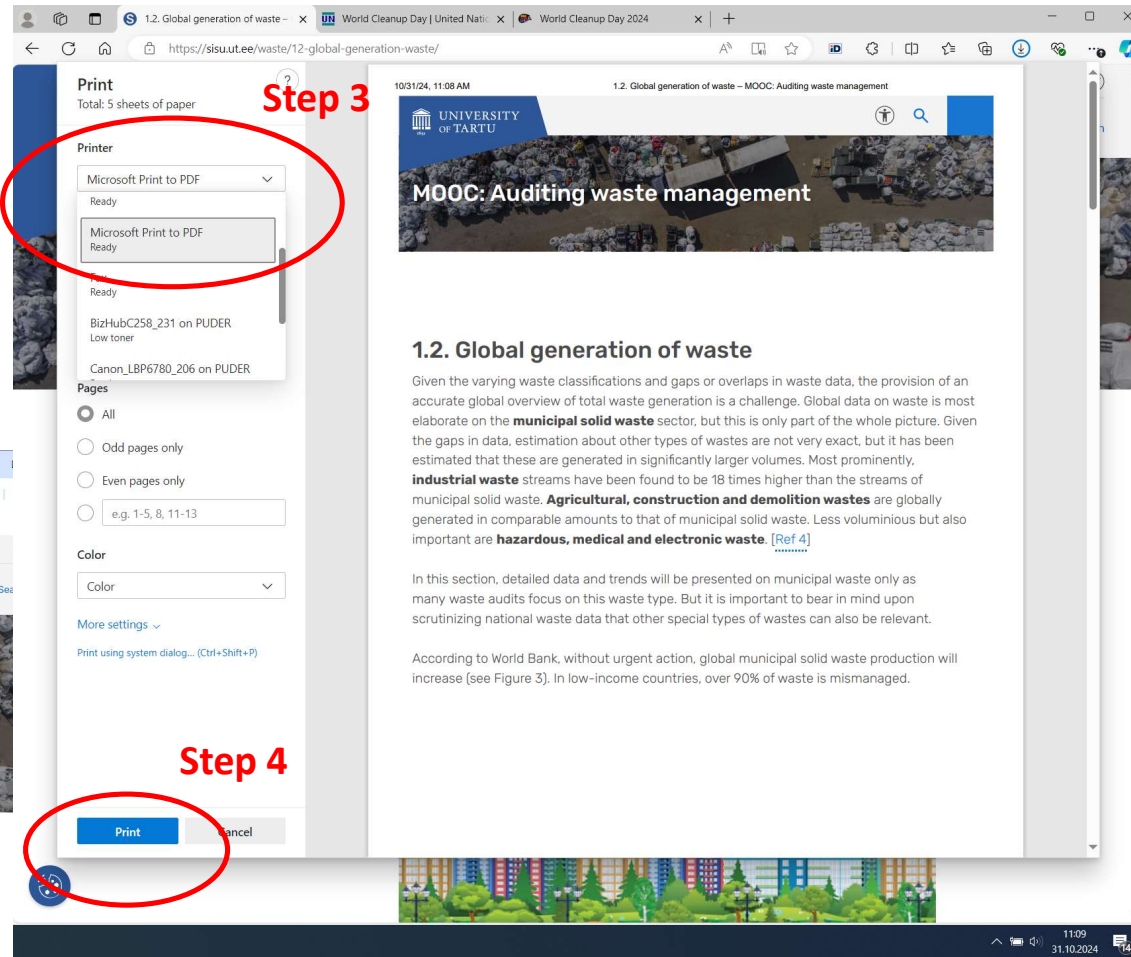 1.2. Global generation of waste –
World Cleanup Day | United Natio
World Cleanup Day 2024
https://sisu.ut.ee/waste/12-global-generation-waste/
Print
Total: 5 sheets of paper
?
Step 3
Printer
Microsoft Print to PDF
Ready
Microsoft Print to PDF
Ready
Ready
BizHubC258_231 on PUDER
Low toner
Canon_LBP6780_206 on PUDER
Pages
All
Odd pages only
Even pages only
e.g. 1-5, 8, 11-13
Color
Color
More settings
Print using system dialog... (Ctrl+Shift+P)
Step 4
Print
Cancel
10/31/24, 11:08 AM
1.2. Global generation of waste – MOOC: Auditing waste management
UNIVERSITY
OF TARTU
MOOC: Auditing waste management
1.2. Global generation of waste
Given the varying waste classifications and gaps or overlaps in waste data, the provision of an
accurate global overview of total waste generation is a challenge. Global data on waste is most
elaborate on the municipal solid waste sector, but this is only part of the whole picture. Given
the gaps in data, estimation about other types of wastes are not very exact, but it has been
estimated that these are generated in significantly larger volumes. Most prominently,
industrial waste streams have been found to be 18 times higher than the streams of
municipal solid waste. Agricultural, construction and demolition wastes are globally
generated in comparable amounts to that of municipal solid waste. Less voluminious but also
important are hazardous, medical and electronic waste. [Ref 4]
In this section, detailed data and trends will be presented on municipal waste only as
many waste audits focus on this waste type. But it is important to bear in mind upon
scrutinizing national waste data that other special types of wastes can also be relevant.
According to World Bank, without urgent action, global municipal solid waste production will
increase (see Figure 3). In low-income countries, over 90% of waste is mismanaged.
11:09
31.10.2024
14